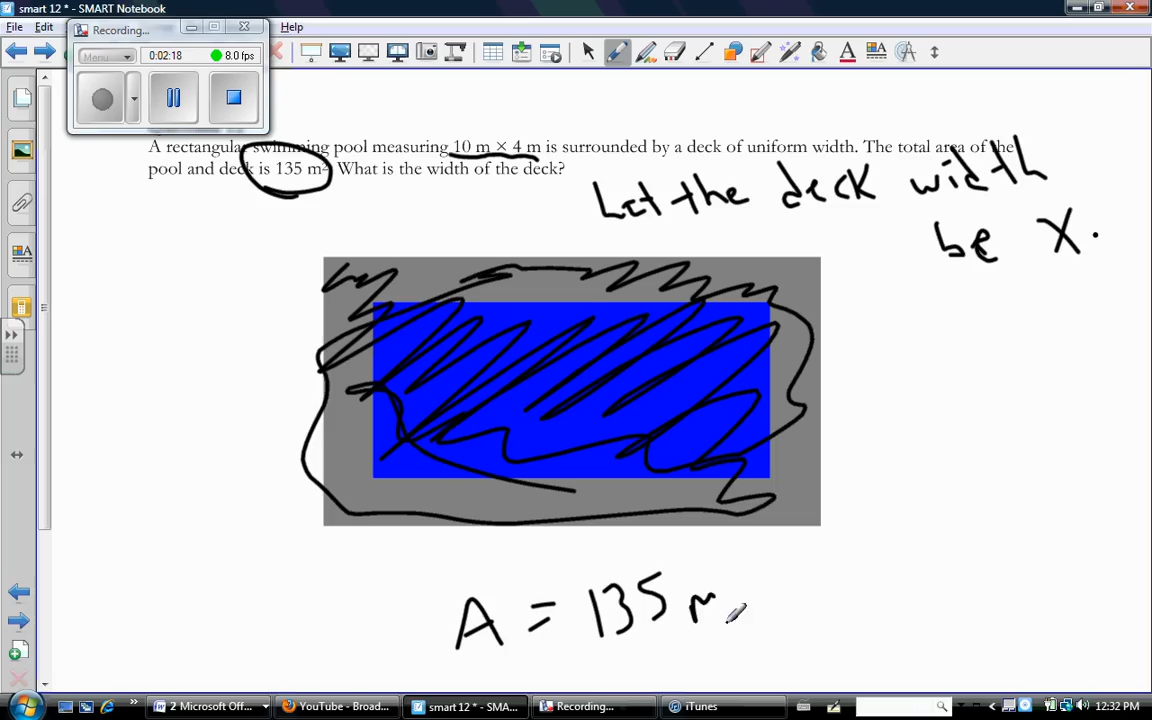 smart 12 * SMART Notebook
File Edit Help
Recording...
Menu 0:02:18 8.0 fps
A rectangular swimming pool measuring 10 m × 4 m is surrounded by a deck of uniform width. The total area of the
pool and deck is 135 m². What is the width of the deck?
Let the deck width
be X.
A = 135 m
2 Microsoft Offic... YouTube - Broad... smart 12 * SMA... Recording... iTunes 12:32 PM